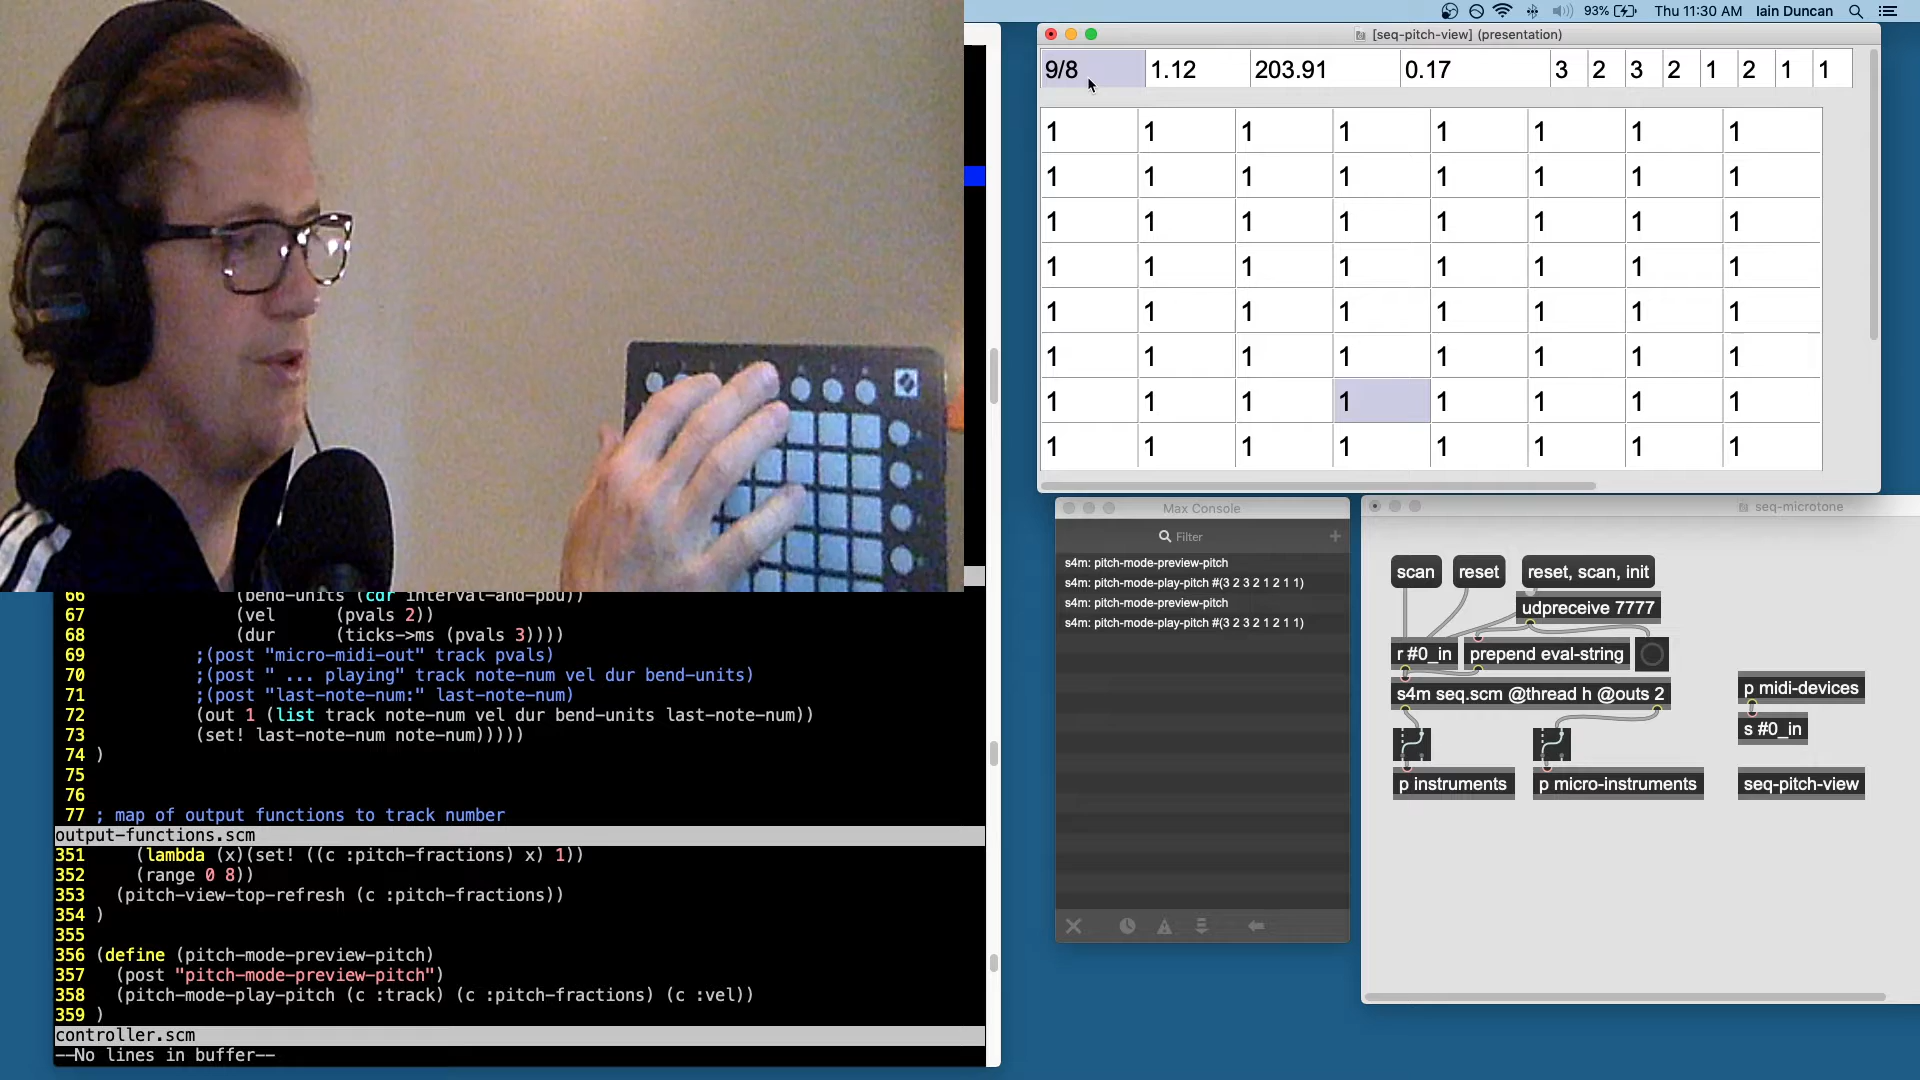 93% Thu 11:30 AM Iain Duncan
[seq-pitch-view] (presentation)
9/8 1.12 203.91 0.17 3 2 3 2 1 2 1 1
1 1 1 1 1 1 1 1
1 1 1 1 1 1 1 1
1 1 1 1 1 1 1 1
1 1 1 1 1 1 1 1
1 1 1 1 1 1 1 1
1 1 1 1 1 1 1 1
1 1 1 1 1 1 1 1
1 1 1 1 1 1 1 1
Max Console
Filter
s4m: pitch-mode-preview-pitch
s4m: pitch-mode-play-pitch #(3 2 3 2 1 2 1 1)
s4m: pitch-mode-preview-pitch
s4m: pitch-mode-play-pitch #(3 2 3 2 1 2 1 1)
seq-microtone
scan reset reset, scan, init
udpreceive 7777
r #0_in prepend eval-string
s4m seq.scm @thread h @outs 2
p midi-devices
s #0_in
p instruments p micro-instruments seq-pitch-view
66 (bend-units (cdr interval-and-pbu))
67 (vel (pvals 2))
68 (dur (ticks->ms (pvals 3))))
69 ;(post "micro-midi-out" track pvals)
70 ;(post " ... playing" track note-num vel dur bend-units)
71 ;(post "last-note-num:" last-note-num)
72 (out 1 (list track note-num vel dur bend-units last-note-num))
73 (set! last-note-num note-num)))))
74 )
75
76
77 ; map of output functions to track number
output-functions.scm
351 (lambda (x)(set! ((c :pitch-fractions) x) 1))
352 (range 0 8))
353 (pitch-view-top-refresh (c :pitch-fractions))
354 )
355
356 (define (pitch-mode-preview-pitch)
357 (post "pitch-mode-preview-pitch")
358 (pitch-mode-play-pitch (c :track) (c :pitch-fractions) (c :vel))
359 )
controller.scm
--No lines in buffer--